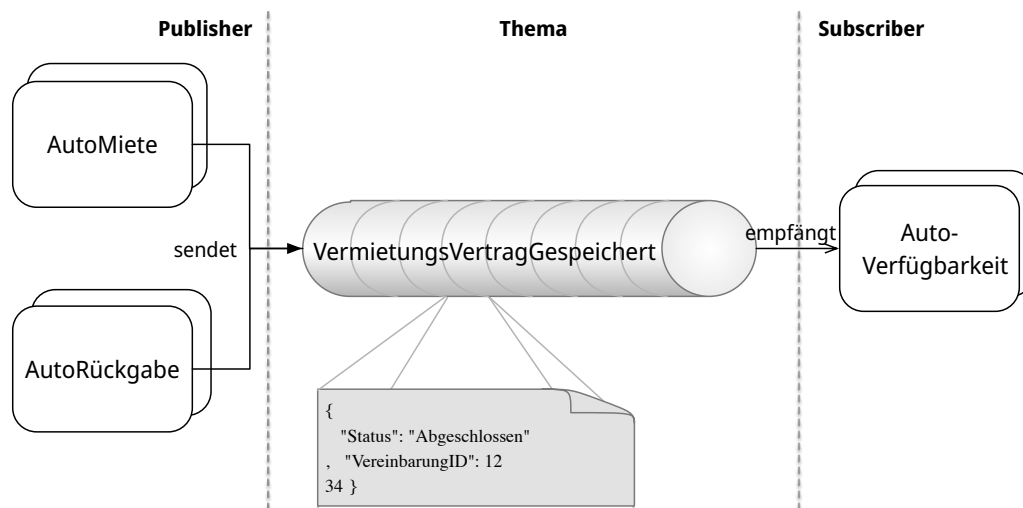 Publisher
Thema
Subscriber
AutoMiete
sendet
AutoRückgabe
VermietungsVertragGespeichert
empfängt
Auto-
Verfügbarkeit
{
"Status": "Abgeschlossen"
, "VereinbarungID": 12
34 }